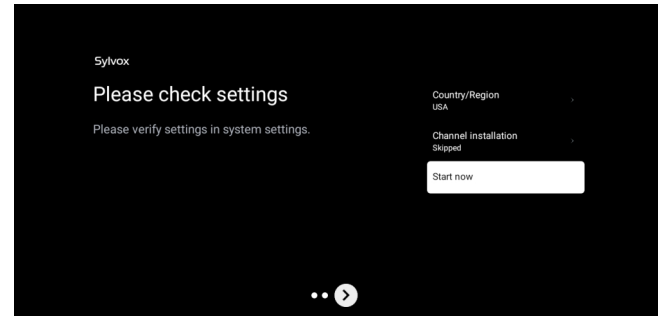 Sylvox
Please check settings
Please verify settings in system settings.
Country/Region
USA
Channel installation
Skipped
Start now